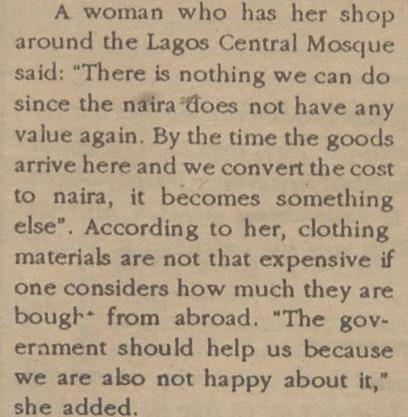 A woman who has her shop
around the Lagos Central Mosque
said: "There is nothing we can do
since the naira does not have any
value again. By the time the goods
arrive here and we convert the cost
to naira, it becomes something
else". According to her, clothing
materials are not that expensive if
one considers how much they are
bought from abroad. "The gov-
ernment should help us because
we are also not happy about it,"
she added.